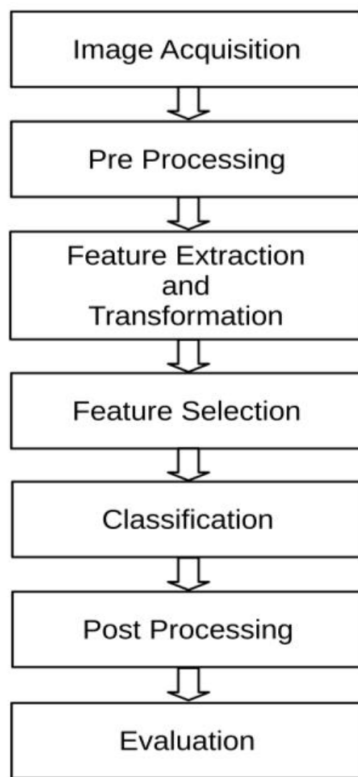 Image Acquisition
Pre Processing
Feature Extraction
and
Transformation
Feature Selection
Classification
Post Processing
Evaluation